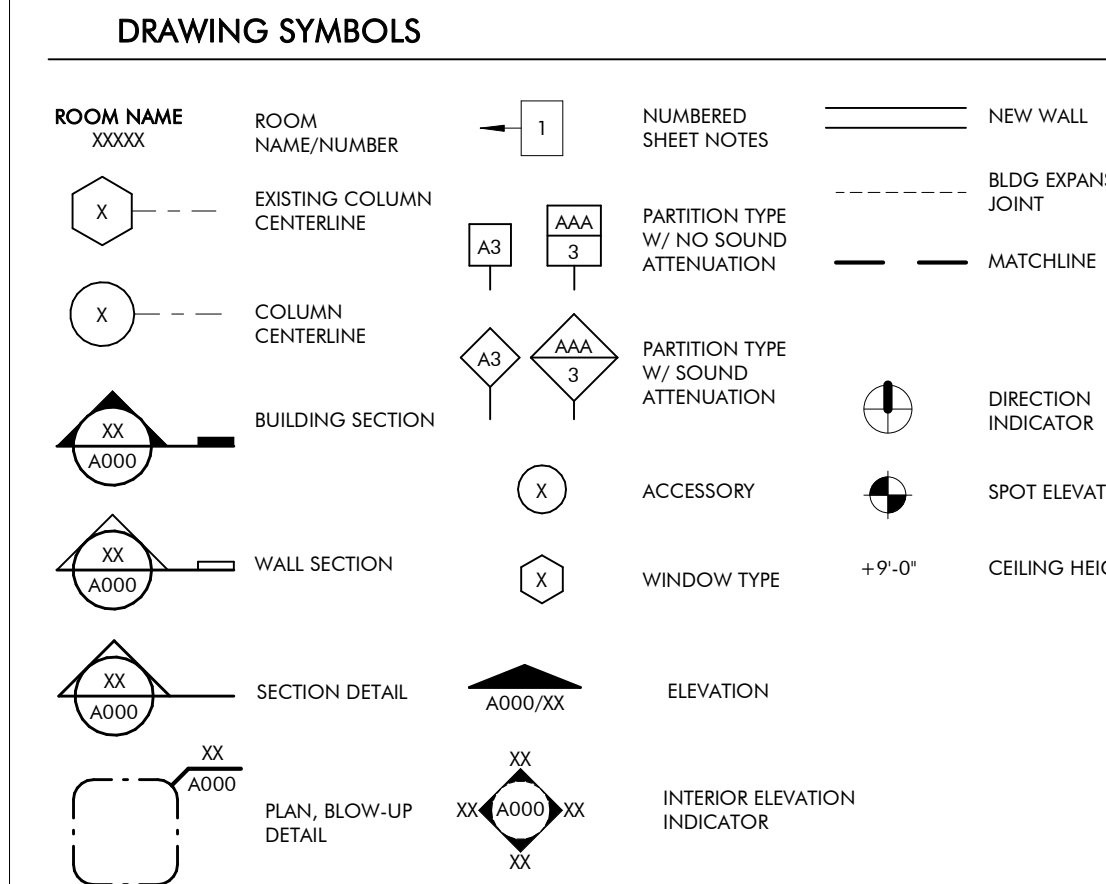 DRAWING SYMBOLS
ROOM NAME
XXXXX
ROOM
NAME/NUMBER
X
EXISTING COLUMN
CENTERLINE
X
COLUMN
CENTERLINE
XX
A000
BUILDING SECTION
XX
A000
WALL SECTION
XX
A000
SECTION DETAIL
XX
A000
PLAN, BLOW-UP
DETAIL
1
NUMBERED
SHEET NOTES
A3
AAA
3
PARTITION TYPE
W/ NO SOUND
ATTENUATION
A3
AAA
3
PARTITION TYPE
W/ SOUND
ATTENUATION
X
ACCESSORY
X
WINDOW TYPE
A000/XX
ELEVATION
XX
XX A000 XX
XX
INTERIOR ELEVATION
INDICATOR
NEW WALL
BLDG
JOINT
MATCHLINE
DIRECTION
INDICATOR
SPOT
+9'-0"
CEILING